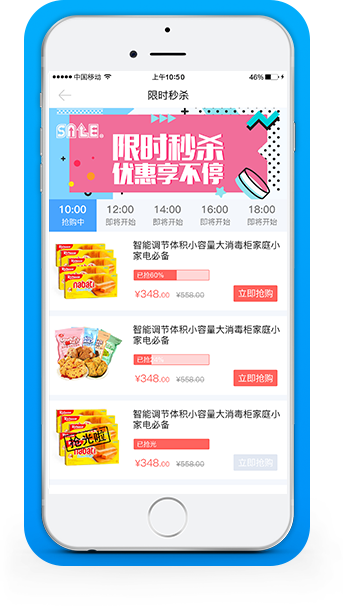 中国移动
上午10:50
46%
限时秒杀
SALE
限时秒杀
优惠享不停
10:00
12:00
14:00
16:00
18:00
抢购中
即将开始
即将开始
即将开始
即将开始
智能调节体积小容量大消毒柜家庭小
家电必备
已抢60%
¥348.00
¥558.00
立即抢购
nabati
智能调节体积小容量大消毒柜家庭小
家电必备
¥348.00
¥558.00
立即抢购
智能调节体积小容量大消毒柜家庭小
家电必备
已抢光
¥348.00
¥558.00
立即抢购
抢光啦
nabati